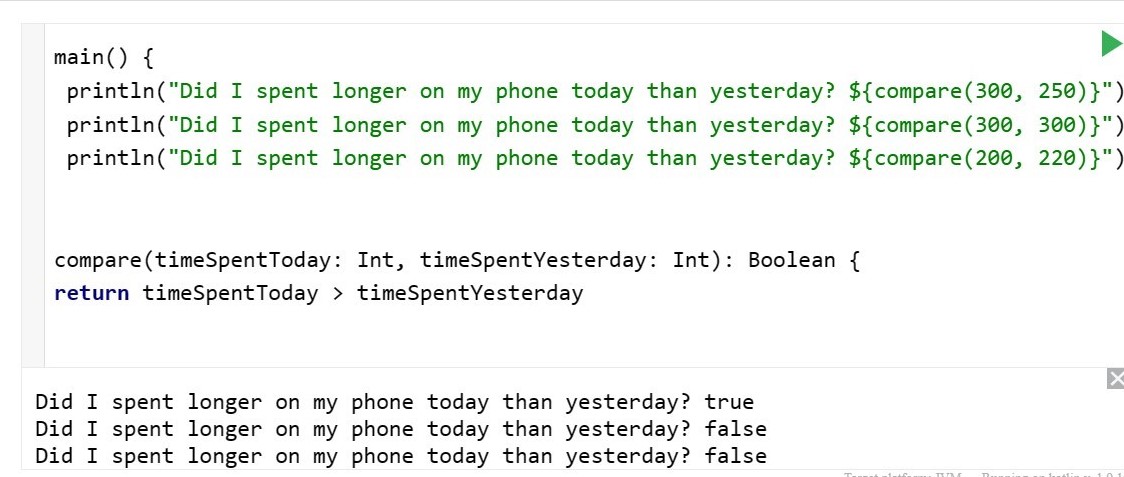 main() {
println("Did I spent longer on my phone today than yesterday? ${compare(300, 250)}")
println("Did I spent longer on my phone today than yesterday? ${compare(300, 300)}")
println("Did I spent longer on my phone today than yesterday? ${compare(200, 220)}")
compare(timeSpentToday: Int, timeSpentYesterday: Int): Boolean {
return timeSpentToday > timeSpentYesterday
Did I spent longer on my phone today than yesterday? true
Did I spent longer on my phone today than yesterday? false
Did I spent longer on my phone today than yesterday? false